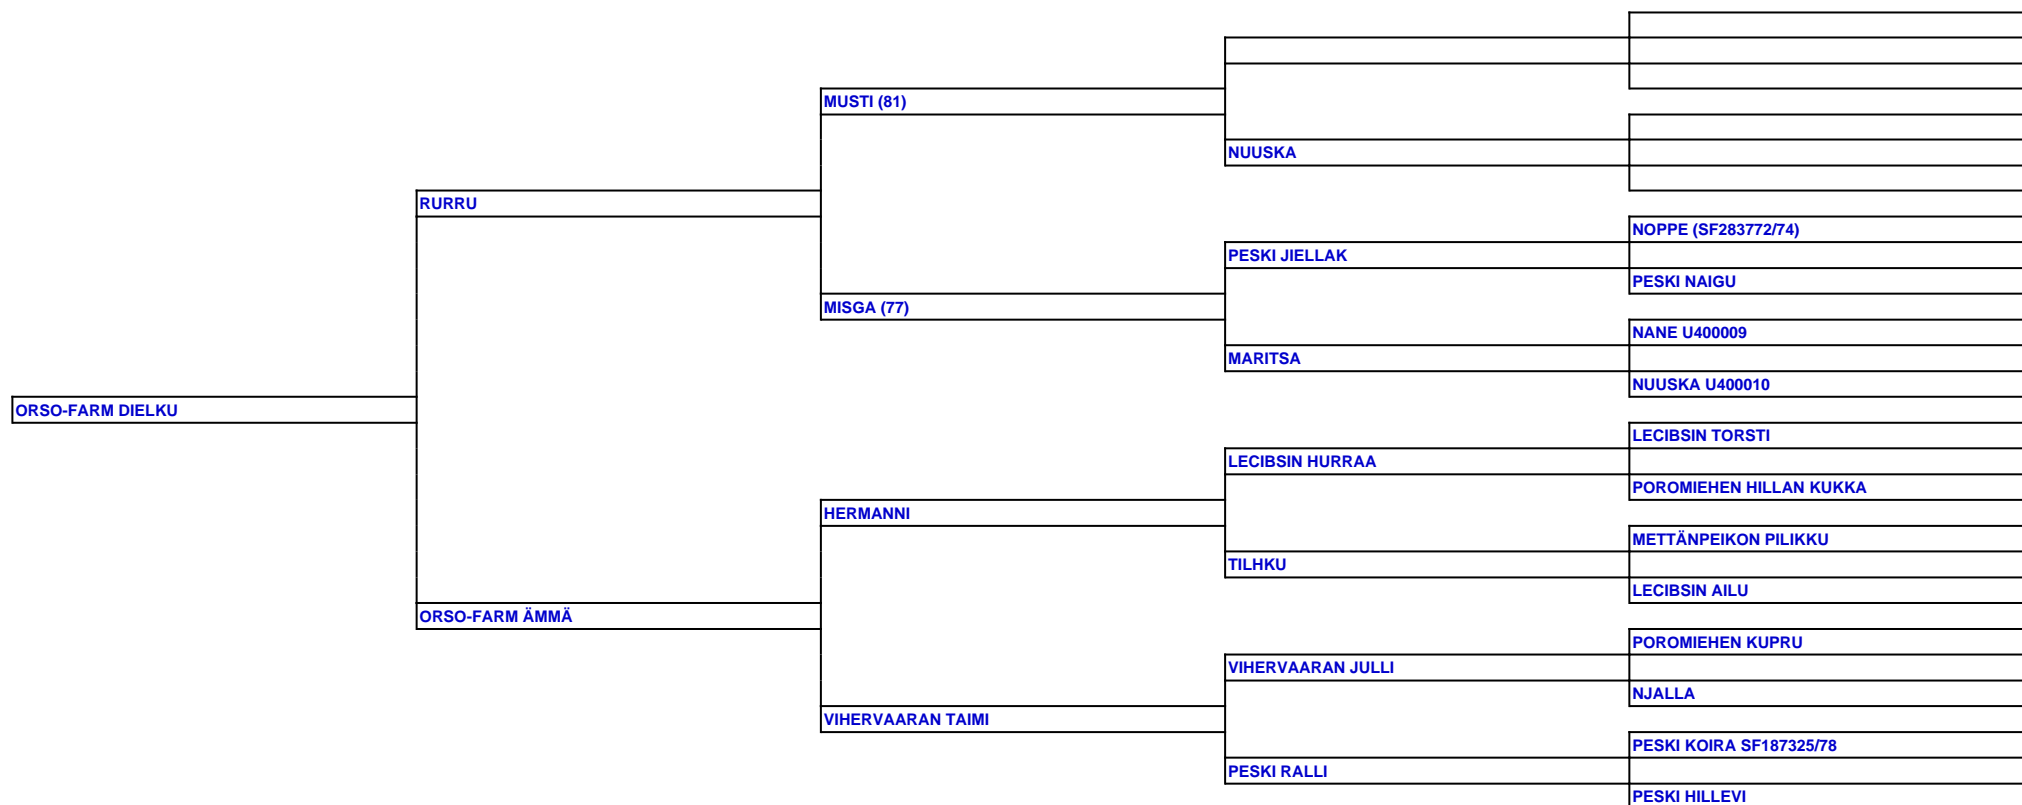 MUSTI (81)
NUUSKA
RURRU
NOPPE (SF283772/74)
PESKI JIELLAK
PESKI NAIGU
MISGA (77)
NANE U400009
MARITSA
NUUSKA U400010
ORSO-FARM DIELKU
LECIBSIN TORSTI
LECIBSIN HURRAA
POROMIEHEN HILLAN KUKKA
HERMANNI
METTÄNPEIKON PILIKKU
TILHKU
LECIBSIN AILU
ORSO-FARM ÄMMÄ
POROMIEHEN KUPRU
VIHERVAARAN JULLI
NJALLA
VIHERVAARAN TAIMI
PESKI KOIRA SF187325/78
PESKI RALLI
PESKI HILLEVI